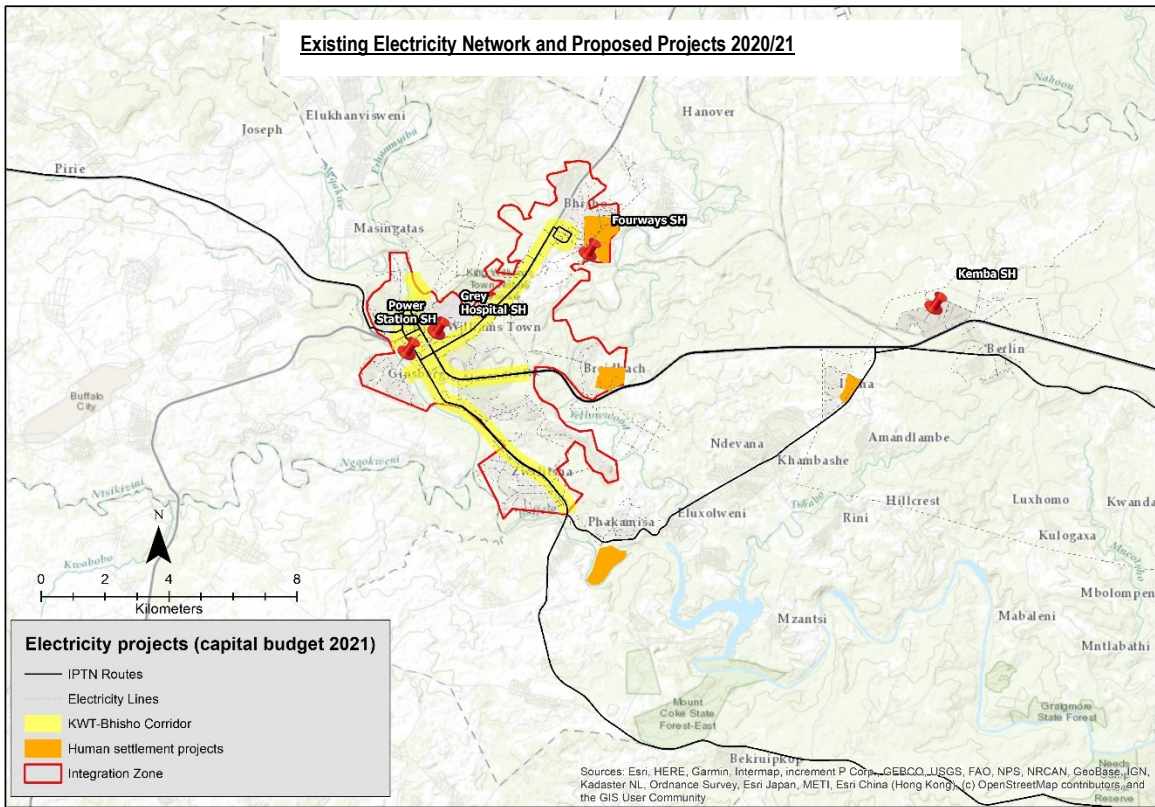 Existing Electricity Network and Proposed Projects 2020/21
Nahoon
Hanover
Elukhanyisweni
Joseph
Pirie
Masingatas
Bhisho
Fourways SH
Kemba SH
Grey
Hospital SH
Power
Station SH
Williams Town
Ginsberg
Breidbach
Berlin
Buffalo
City
Yellowwoods
Ndevana
Amandlambe
Khambashe
Ngqokweni
Zwelitsha
Ntsikizini
Tshabo
Hillcrest
Luxhomo
Kwanda
Phakamisa
Eluxolweni
Rini
Kulogaxa
N
Kwabobo
0 2 4 8
Kilometers
Mbolompen
Mzantsi
Mabaleni
Mntlabathi
Electricity projects (capital budget 2021)
IPTN Routes
Electricity Lines
KWT-Bhisho Corridor
Human settlement projects
Integration Zone
Mount
Coke State
Forest-East
Graigmore
State Forest
Bekruipkop
Needs
Reserve
Sources: Esri, HERE, Garmin, Intermap, increment P Corp., GEBCO, USGS, FAO, NPS, NRCAN, GeoBase, IGN,
Kadaster NL, Ordnance Survey, Esri Japan, METI, Esri China (Hong Kong), (c) OpenStreetMap contributors, and
the GIS User Community